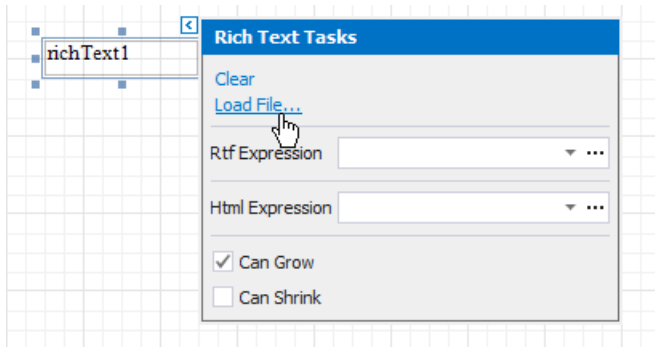 richText1
Rich Text Tasks
Clear
Load File...
Rtf Expression
Html Expression
Can Grow
Can Shrink